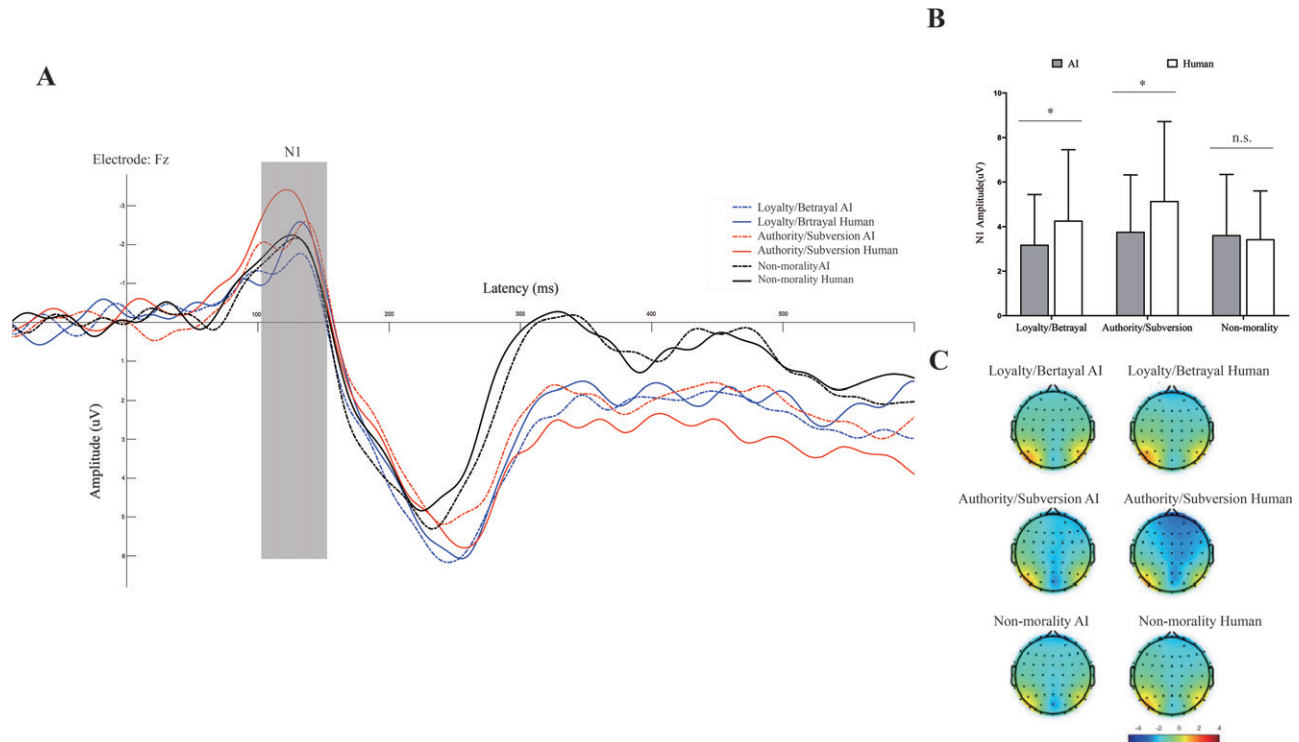 A
Electrode: Fz
N1
-3
-2
-1
1
2
3
4
5
6
Amplitude (uV)
100
200
300
400
500
Latency (ms)
Loyalty/Betrayal AI
Loyalty/Brtrayal Human
Authority/Subversion AI
Authority/Subversion Human
Non-moralityAI
Non-morality Human
B
AI
Human
N1 Amplitude(uV)
10
8
6
4
2
0
*
*
n.s.
Loyalty/Betrayal
Authority/Subversion
Non-morality
C
Loyalty/Bertayal AI
Loyalty/Betrayal Human
Authority/Subversion AI
Authority/Subversion Human
Non-morality AI
Non-morality Human
-4 -2 0 2 4